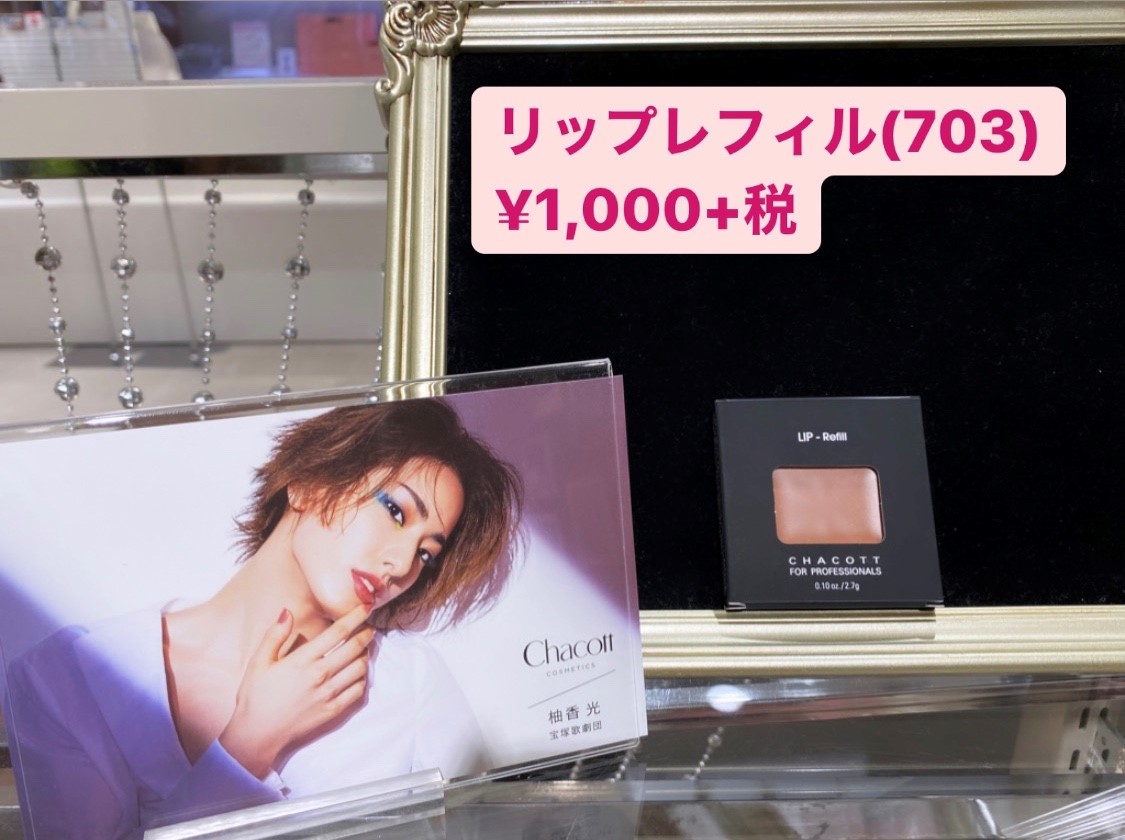 リップレフィル(703)
¥1,000+税
LIP - Refill
CHACOTT
FOR PROFESSIONALS
0.10 oz./2.7g
Chacott
COSMETICS
柚香 光
宝塚歌劇団